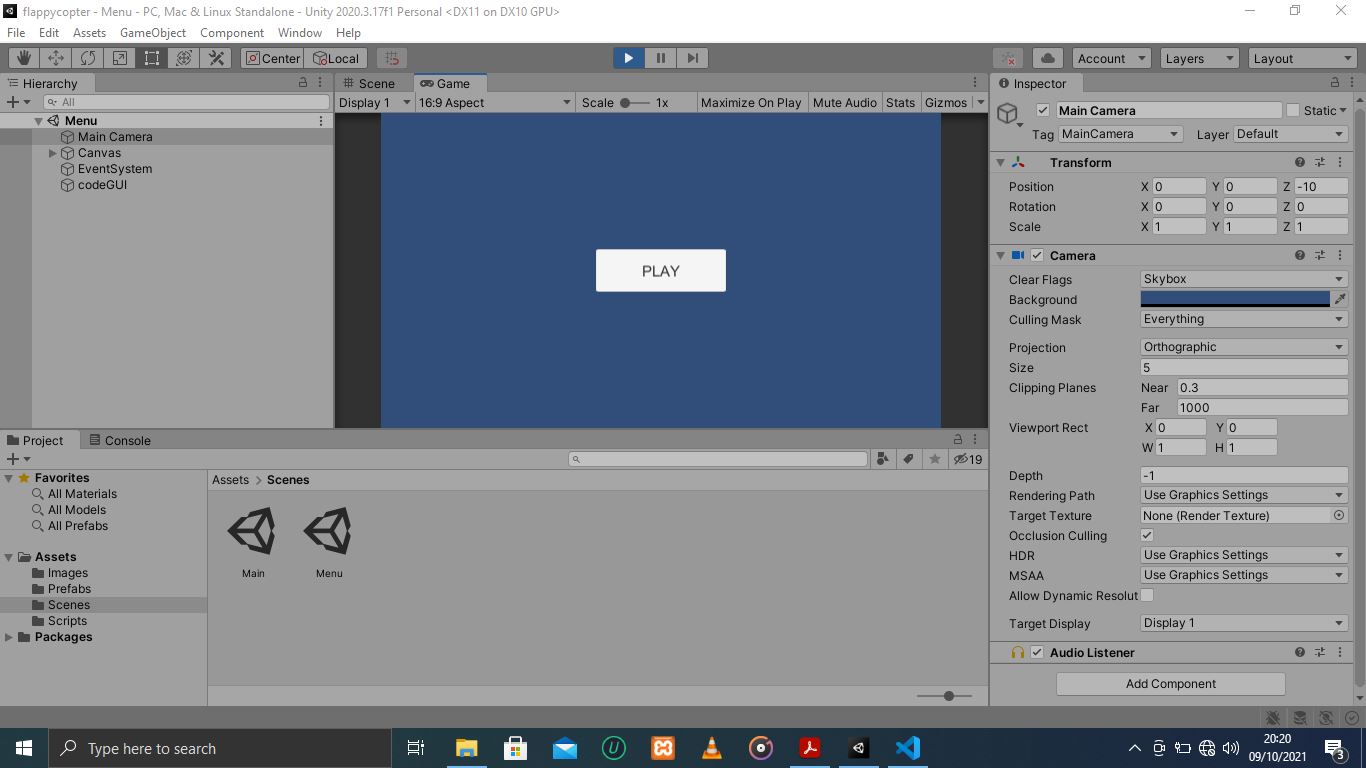 flappycopter - Menu - PC, Mac & Linux Standalone - Unity 2020.3.17f1 Personal <DX11 on DX10 GPU>
File Edit Assets GameObject Component Window Help
Center Local Account Layers Layout
Hierarchy
All
Menu
Main Camera
Canvas
EventSystem
codeGUI
Scene Game
Display 1 16:9 Aspect Scale 1x Maximize On Play Mute Audio Stats Gizmos
PLAY
Inspector
Main Camera Static
Tag MainCamera Layer Default
Transform
Position X 0 Y 0 Z -10
Rotation X 0 Y 0 Z 0
Scale X 1 Y 1 Z 1
Camera
Clear Flags Skybox
Background
Culling Mask Everything
Projection Orthographic
Size 5
Clipping Planes Near 0.3
Far 1000
Viewport Rect X 0 Y 0
W 1 H 1
Depth -1
Rendering Path Use Graphics Settings
Target Texture None (Render Texture)
Occlusion Culling
HDR Use Graphics Settings
MSAA Use Graphics Settings
Allow Dynamic Resolut
Target Display Display 1
Audio Listener
Add Component
Project Console
19
Favorites
All Materials
All Models
All Prefabs
Assets
Images
Prefabs
Scenes
Scripts
Packages
Assets > Scenes
Main Menu
Type here to search
20:20
09/10/2021
3